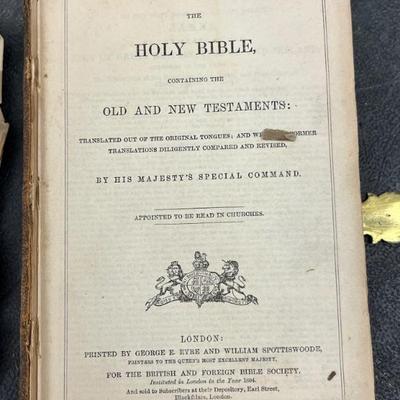 THE
HOLY BIBLE,
CONTAINING THE
OLD AND NEW TESTAMENTS:
TRANSLATED OUT OF THE ORIGINAL TONGUES; AND
TRANSLATIONS DILIGENTLY COMPARED AND REVISED,
BY HIS MAJESTY'S SPECIAL COMMAND.
APPOINTED TO BE READ IN CHURCHES.
LONDON:
PRINTED BY GEORGE E. EYRE AND WILLIAM SPOTTISWOODE,
PRINTERS TO THE QUEEN'S MOST EXCELLENT MAJESTY,
FOR THE BRITISH AND FOREIGN BIBLE SOCIETY,
Instituted in London in the Year 1804.
And sold to Subscribers at their Depository, Earl Street,
Blackfriars, London.